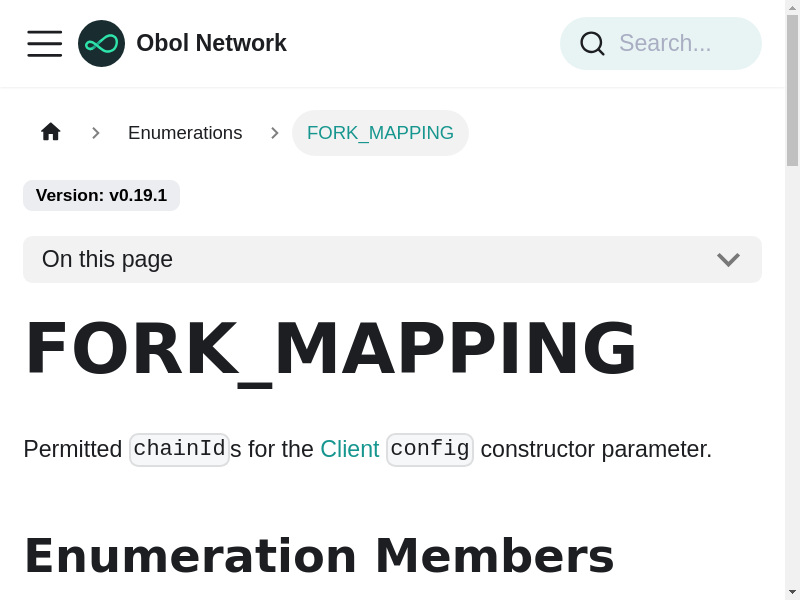 Obol Network
Search...
Enumerations
FORK_MAPPING
Version: v0.19.1
On this page
FORK_MAPPING
Permitted chainIds for the Client config constructor parameter.
Enumeration Members